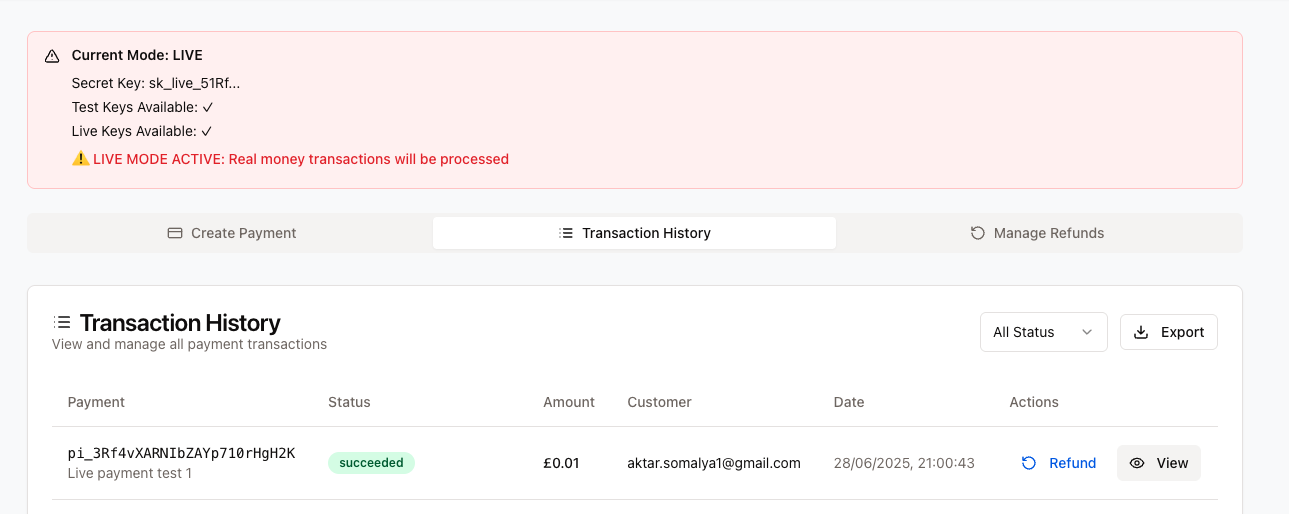 Current Mode: LIVE
Secret Key: sk_live_51Rf...
Test Keys Available: ✓
Live Keys Available: ✓
⚠️ LIVE MODE ACTIVE: Real money transactions will be processed
Create Payment Transaction History Manage Refunds
Transaction History
View and manage all payment transactions
All Status Export
Payment Status Amount Customer Date Actions
pi_3Rf4vXARNIbZAYp710rHgH2K
Live payment test 1
succeeded £0.01 aktar.somalya1@gmail.com 28/06/2025, 21:00:43 Refund View